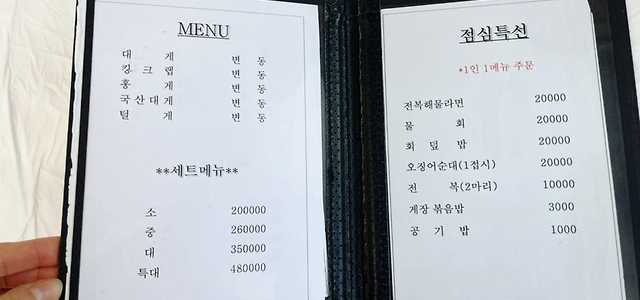 MENU
대 게 변 동
킹 크 랩 변 동
홍 게 변 동
국산대게 변 동
털 게 변 동
**세트메뉴**
소 200000
중 260000
대 350000
특대 480000
점심특선
*1인 1메뉴 주문
전복해물라면 20000
물 회 20000
회 덮 밥 20000
오징어순대(1접시) 20000
전 복(2마리) 10000
게장 볶음밥 3000
공 기 밥 1000